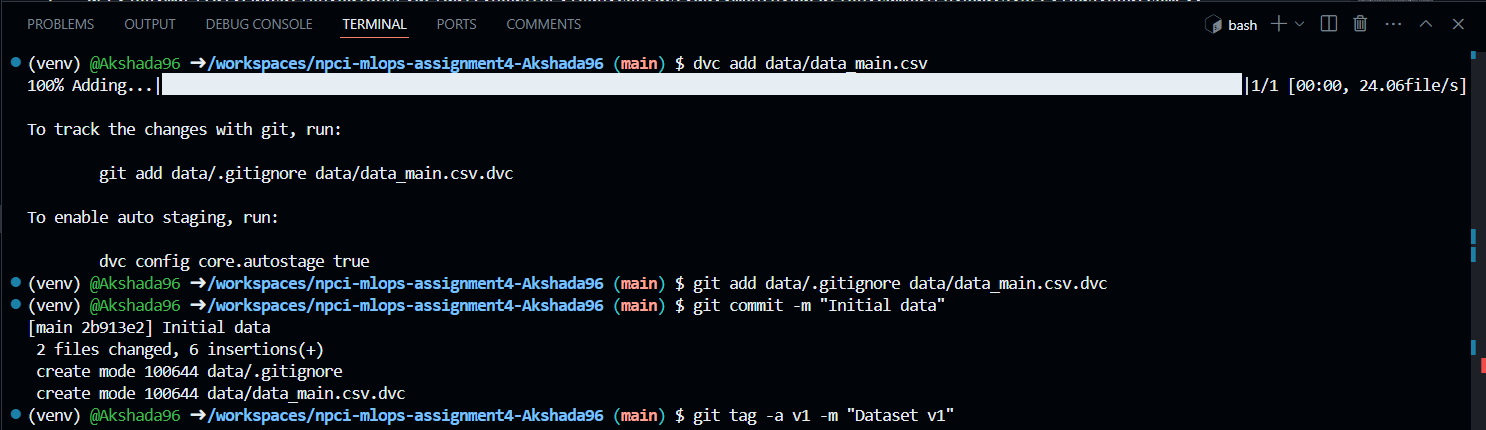 PROBLEMS OUTPUT DEBUG CONSOLE TERMINAL PORTS COMMENTS bash
(venv) @Akshada96 ➜/workspaces/npci-mlops-assignment4-Akshada96 (main) $ dvc add data/data_main.csv
100% Adding...| |1/1 [00:00, 24.06file/s]
To track the changes with git, run:
git add data/.gitignore data/data_main.csv.dvc
To enable auto staging, run:
dvc config core.autostage true
(venv) @Akshada96 ➜/workspaces/npci-mlops-assignment4-Akshada96 (main) $ git add data/.gitignore data/data_main.csv.dvc
(venv) @Akshada96 ➜/workspaces/npci-mlops-assignment4-Akshada96 (main) $ git commit -m "Initial data"
[main 2b913e2] Initial data
2 files changed, 6 insertions(+)
create mode 100644 data/.gitignore
create mode 100644 data/data_main.csv.dvc
(venv) @Akshada96 ➜/workspaces/npci-mlops-assignment4-Akshada96 (main) $ git tag -a v1 -m "Dataset v1"